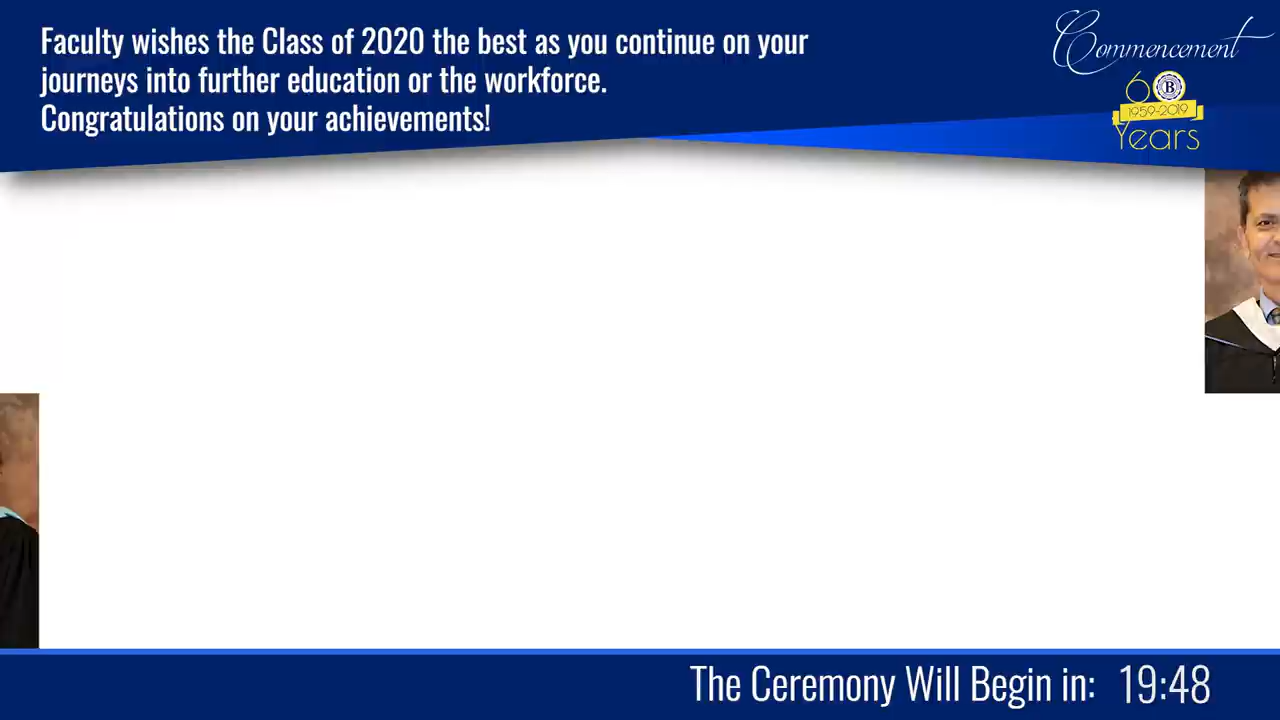 Faculty wishes the Class of 2020 the best as you continue on your
journeys into further education or the workforce.
Congratulations on your achievements!
Commencement
60
B
1959-2019
Years
The Ceremony Will Begin in: 19:48